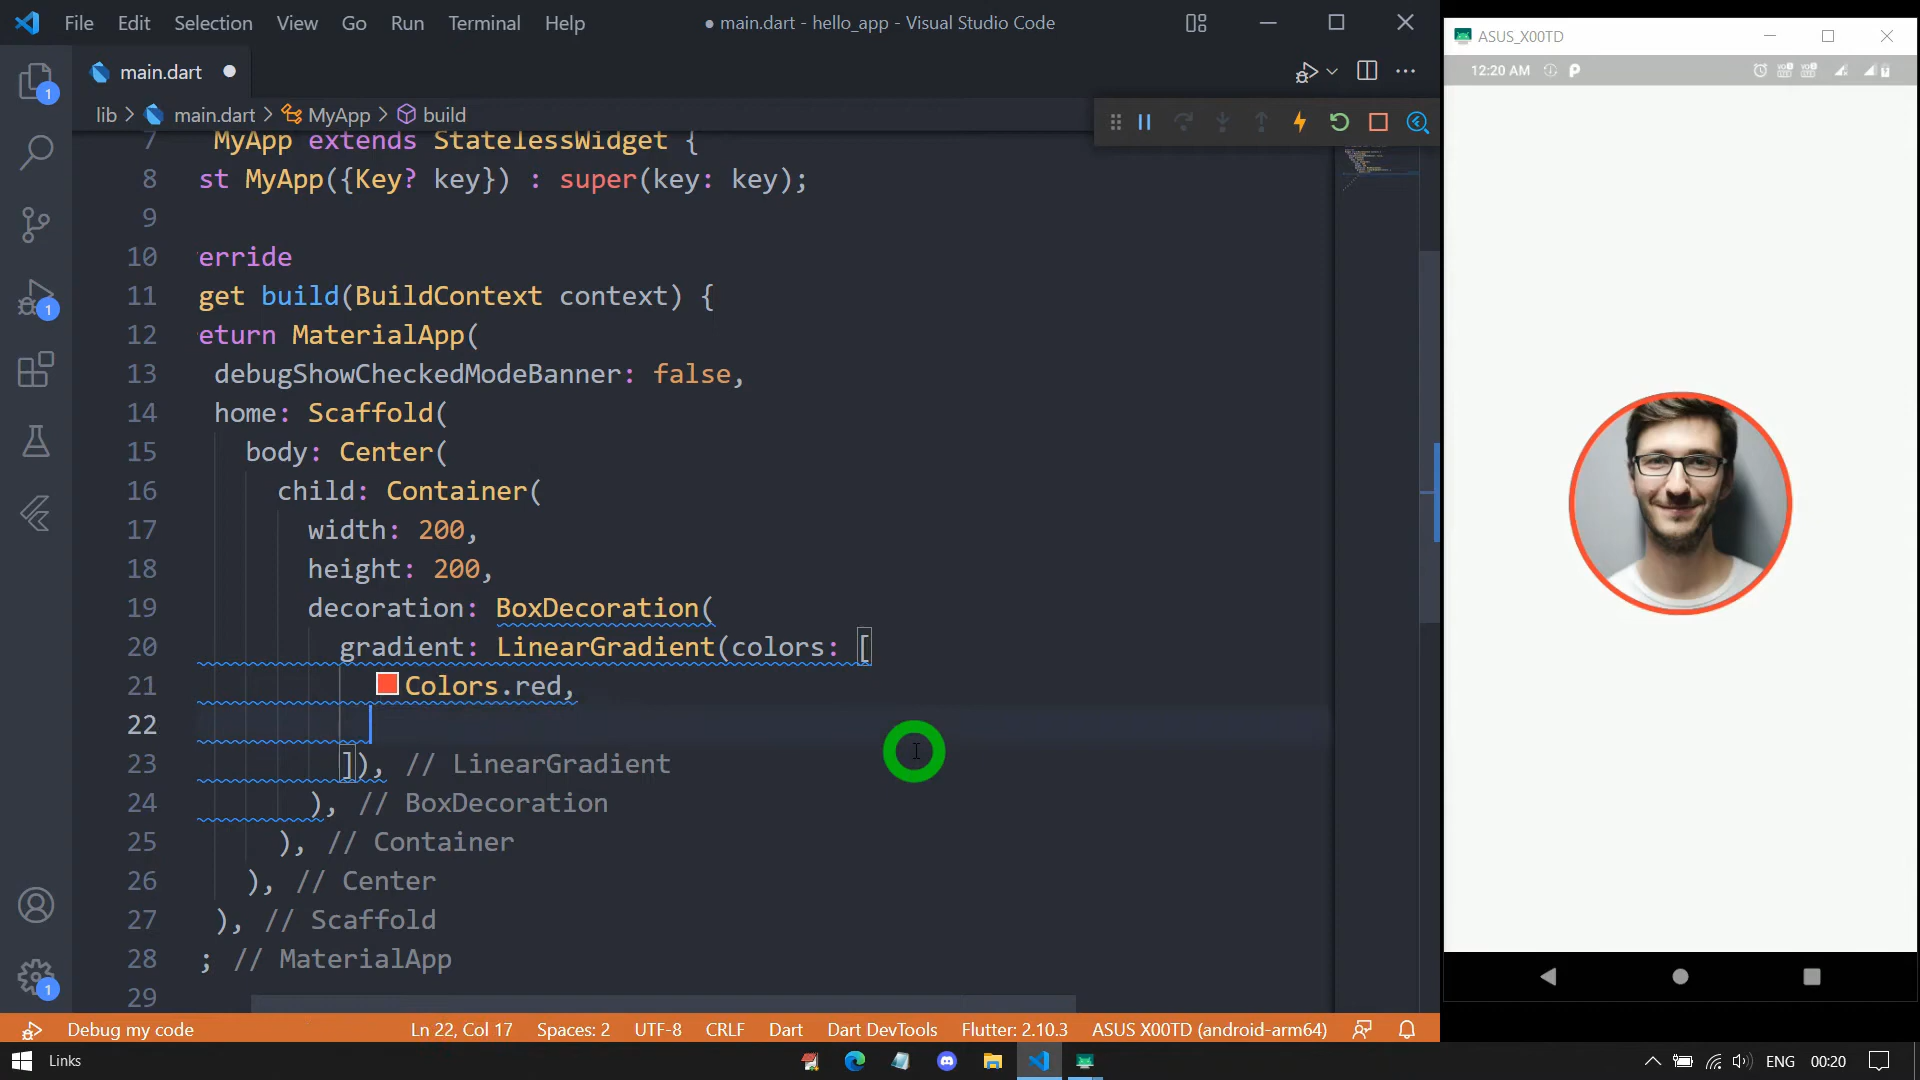 File Edit Selection View Go Run Terminal Help
● main.dart - hello_app - Visual Studio Code
ASUS_X00TD
main.dart
12:20 AM
lib > main.dart > MyApp > build
7 MyApp extends StatelessWidget {
8 st MyApp({Key? key}) : super(key: key);
9
10 erride
11 get build(BuildContext context) {
12 eturn MaterialApp(
13 debugShowCheckedModeBanner: false,
14 home: Scaffold(
15 body: Center(
16 child: Container(
17 width: 200,
18 height: 200,
19 decoration: BoxDecoration(
20 gradient: LinearGradient(colors: [
21 Colors.red,
22
23 ]), // LinearGradient
24 ), // BoxDecoration
25 ), // Container
26 ), // Center
27 ), // Scaffold
28 ; // MaterialApp
29
1
1
1
Debug my code
Ln 22, Col 17 Spaces: 2 UTF-8 CRLF Dart Dart DevTools Flutter: 2.10.3 ASUS X00TD (android-arm64)
Links
ENG 00:20